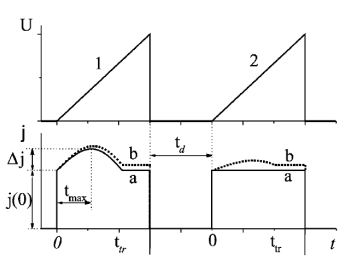 U
1
2
j
Δj
b
t_d
b
a
a
j(0)
t_max
0
t_tr
0
t_tr
t